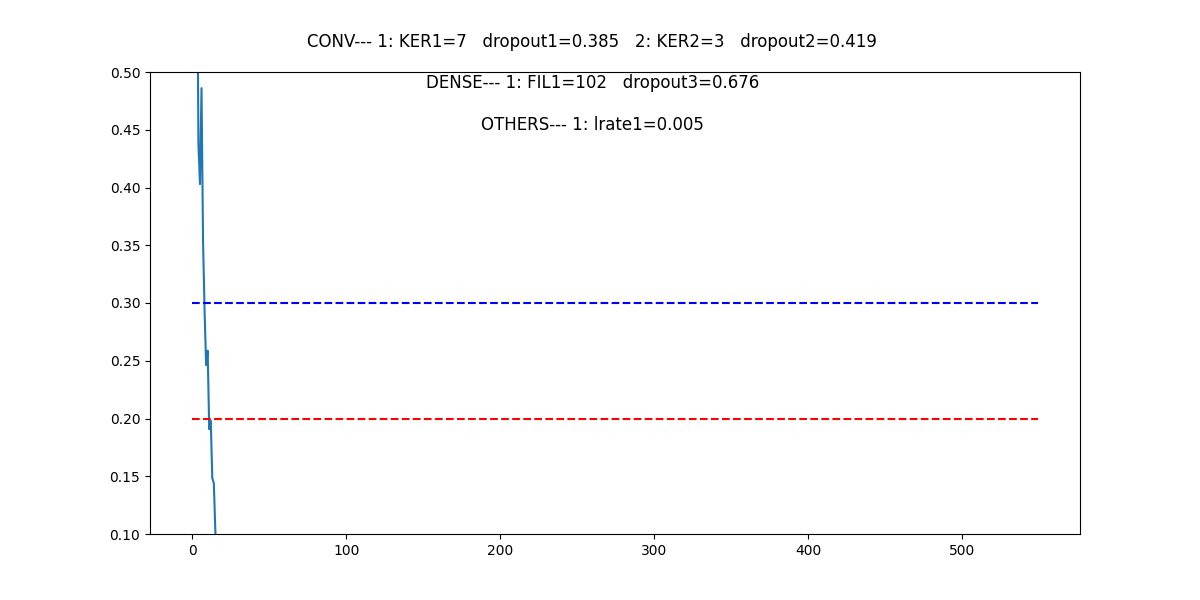 CONV--- 1: KER1=7   dropout1=0.385   2: KER2=3   dropout2=0.419
DENSE--- 1: FIL1=102   dropout3=0.676
OTHERS--- 1: lrate1=0.005
0.50
0.45
0.40
0.35
0.30
0.25
0.20
0.15
0.10
0 100 200 300 400 500